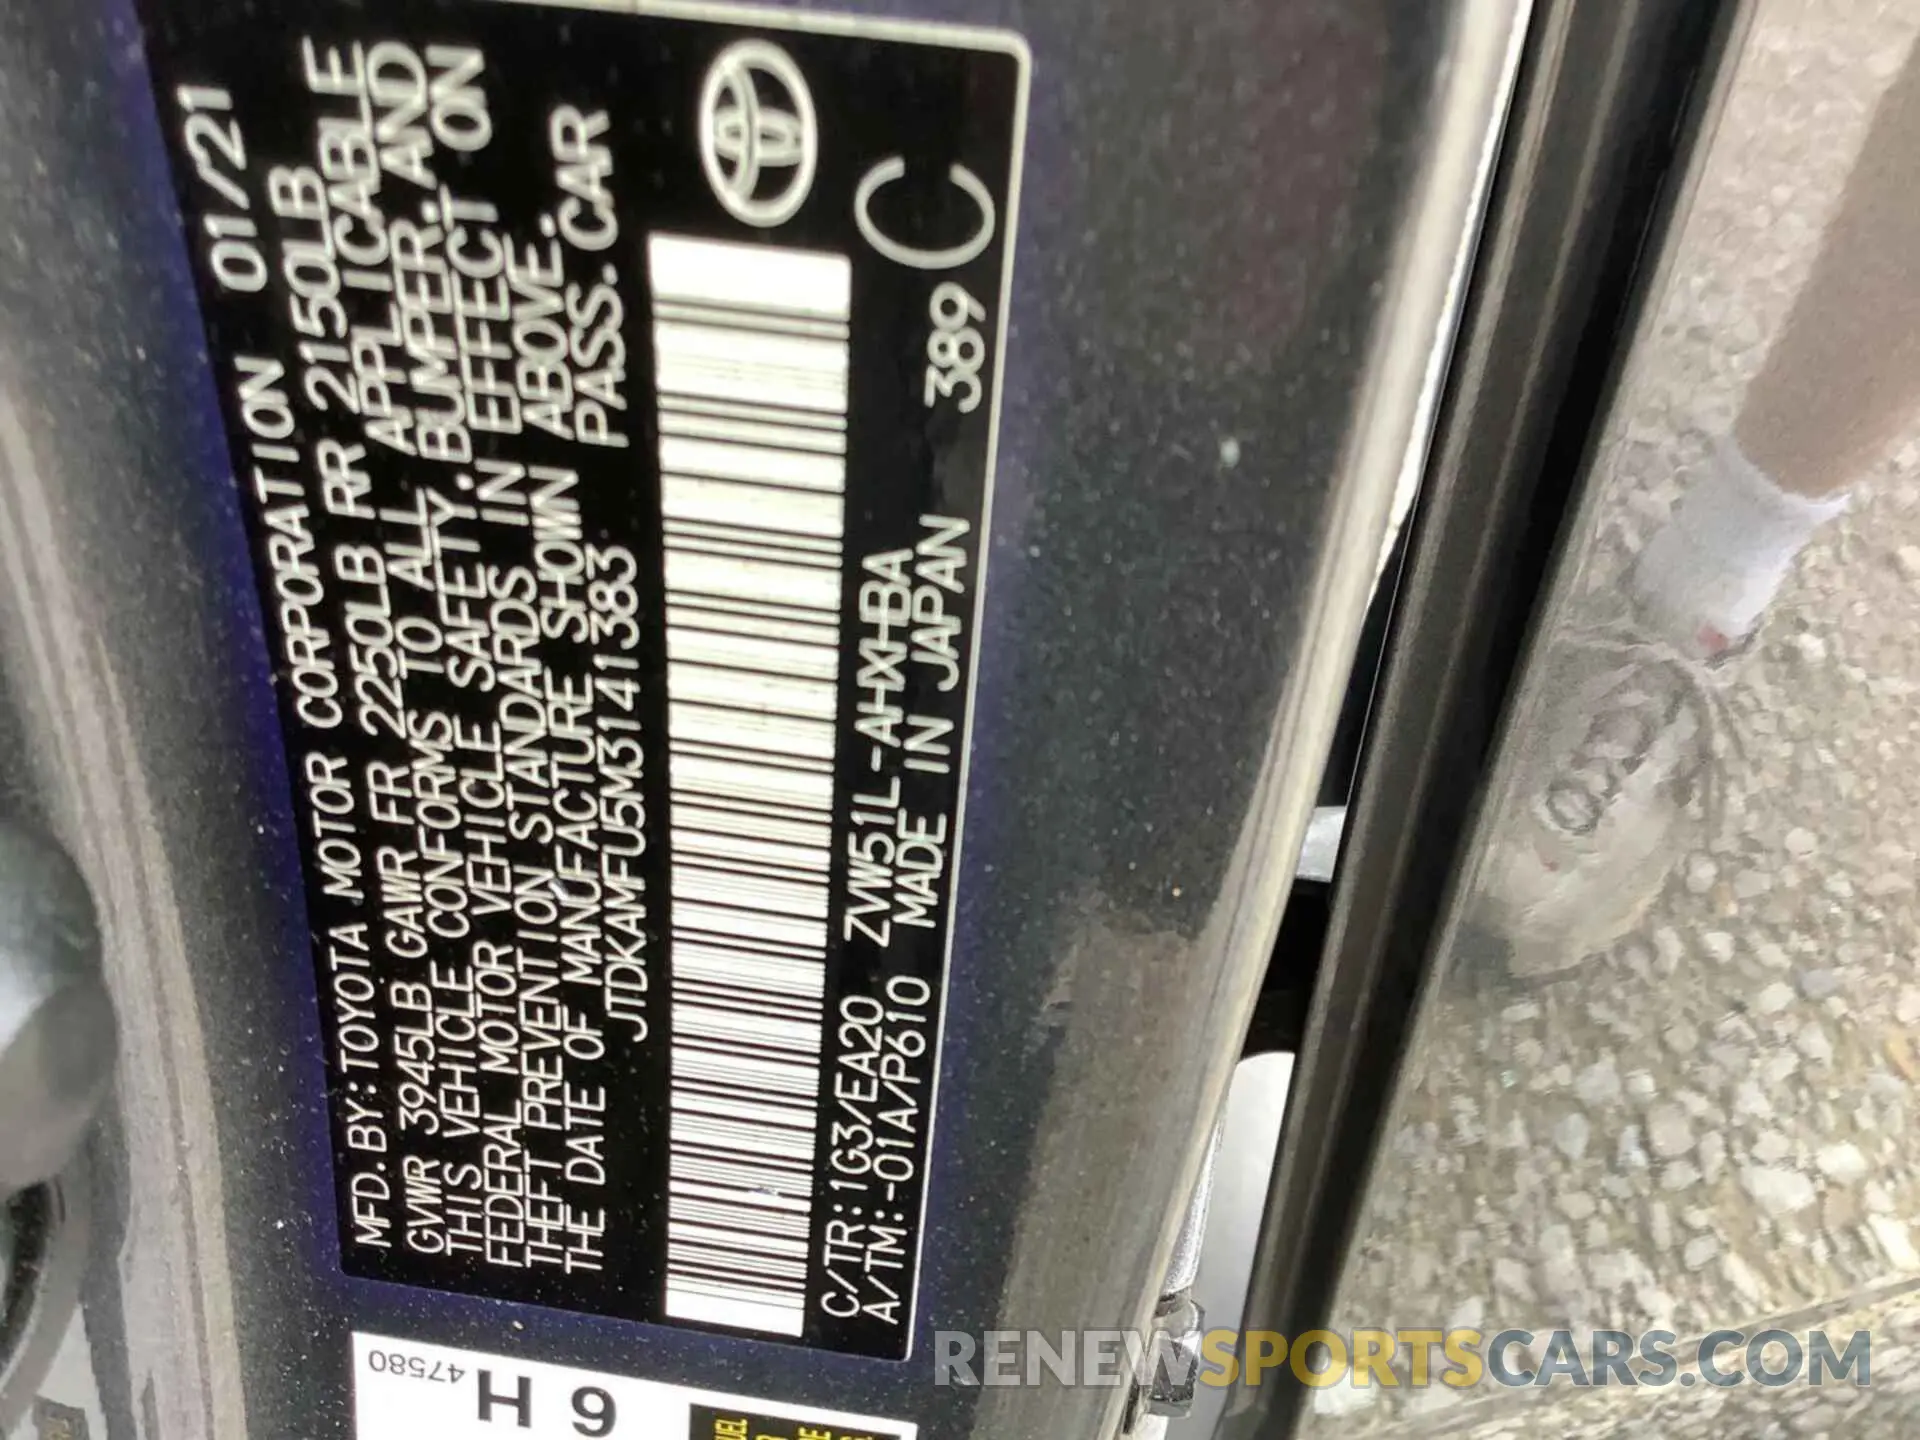 MFD.BY:TOYOTA MOTOR CORPORATION 01/21
GVWR 3945LB GAWR FR 2250LB RR 2150LB
THIS VEHICLE CONFORMS TO ALL APPLICABLE
FEDERAL MOTOR VEHICLE SAFETY.BUMPER.AND
THEFT PREVENTION STANDARDS IN EFFECT ON
THE DATE OF MANUFACTURE SHOWN ABOVE.
JTDKAMFU5M3141383 PASS.CAR
C/TR:1G3/EA20 ZVW51L-AHXHBA
A/TM:-01A/P610 MADE IN JAPAN 389 C
47580
6 H
RENEWSPORTSCARS.COM